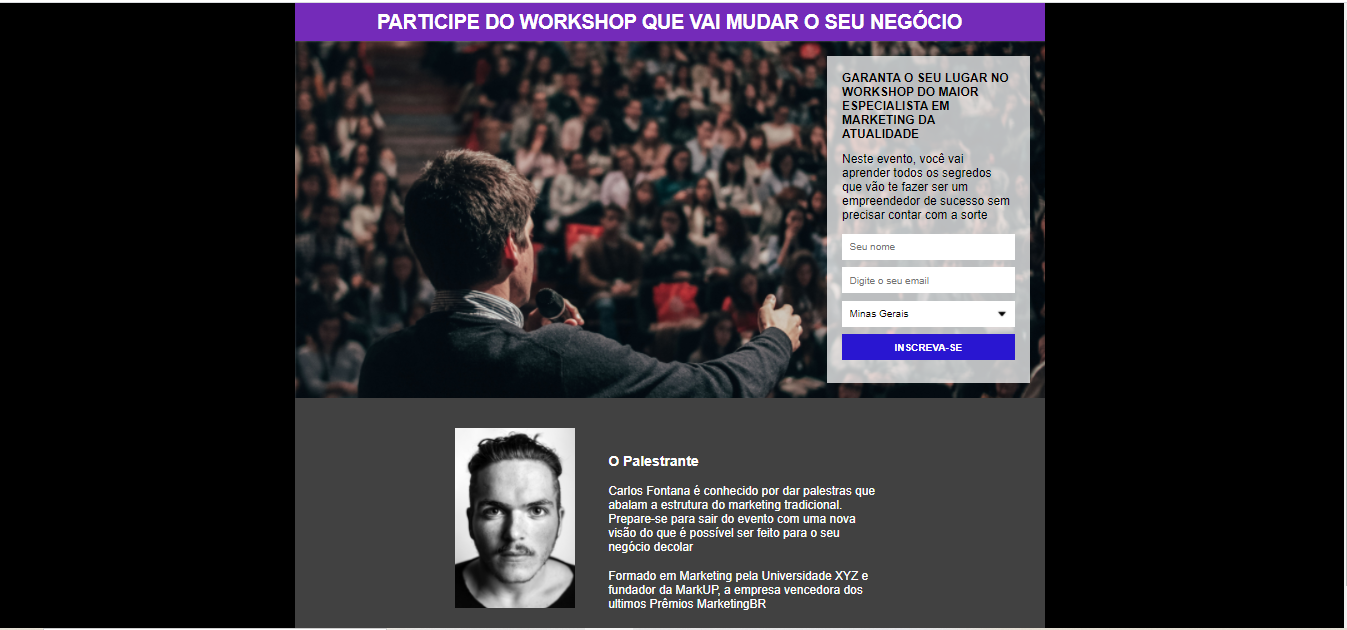 PARTICIPE DO WORKSHOP QUE VAI MUDAR O SEU NEGÓCIO
GARANTA O SEU LUGAR NO
WORKSHOP DO MAIOR
ESPECIALISTA EM
MARKETING DA
ATUALIDADE
Neste evento, você vai
aprender todos os segredos
que vão te fazer ser um
empreendedor de sucesso sem
precisar contar com a sorte
Seu nome
Digite o seu email
Minas Gerais
INSCREVA-SE
O Palestrante
Carlos Fontana é conhecido por dar palestras que
abalam a estrutura do marketing tradicional.
Prepare-se para sair do evento com uma nova
visão do que é possível ser feito para o seu
negócio decolar
Formado em Marketing pela Universidade XYZ e
fundador da MarkUP, a empresa vencedora dos
ultimos Prêmios MarketingBR